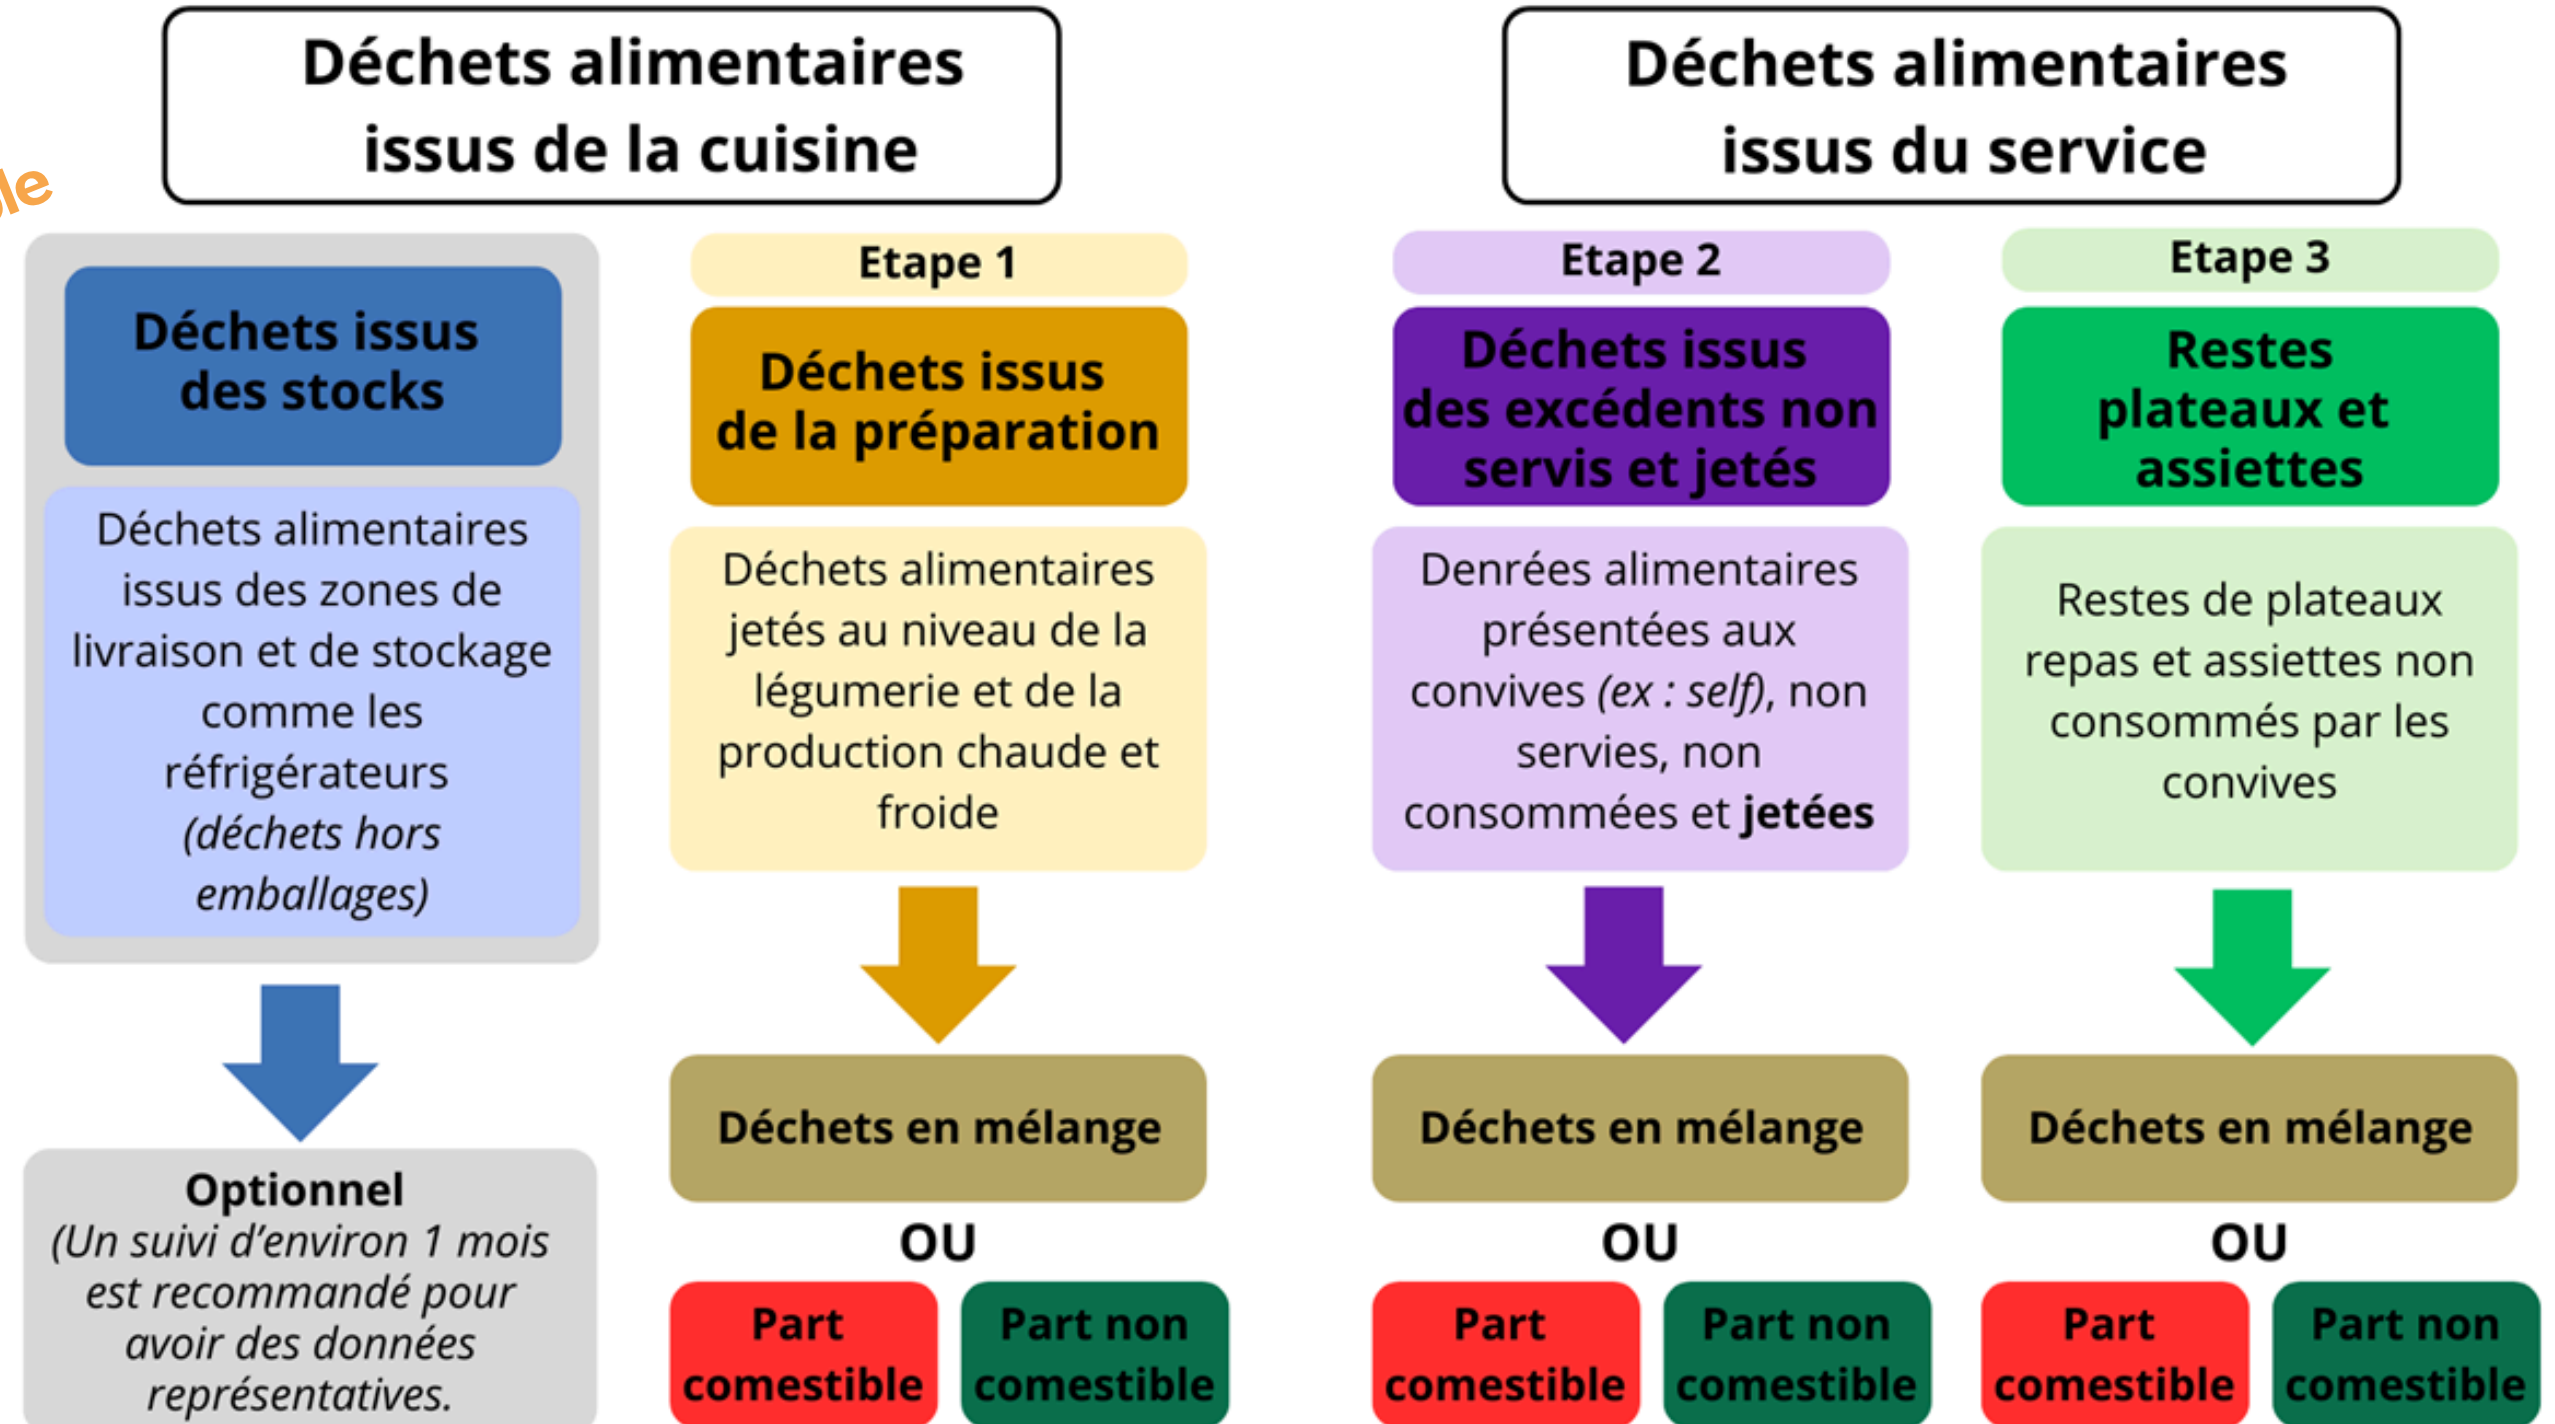 Déchets alimentaires
issus de la cuisine
Déchets issus
des stocks
Déchets alimentaires
issus des zones de
livraison et de stockage
comme les
réfrigérateurs
(déchets hors
emballages)
Optionnel
(Un suivi d’environ 1 mois
est recommandé pour
avoir des données
représentatives.
Etape 1
Déchets issus
de la préparation
Déchets alimentaires
jetés au niveau de la
légumerie et de la
production chaude et
froide
Déchets en mélange
OU
Part
comestible
Part non
comestible
Déchets alimentaires
issus du service
Etape 2
Déchets issus
des excédents non
servis et jetés
Denrées alimentaires
présentées aux
convives (ex : self), non
servies, non
consommées et jetées
Déchets en mélange
OU
Part
comestible
Part non
comestible
Etape 3
Restes
plateaux et
assiettes
Restes de plateaux
repas et assiettes non
consommés par les
convives
Déchets en mélange
OU
Part
comestible
Part non
comestible